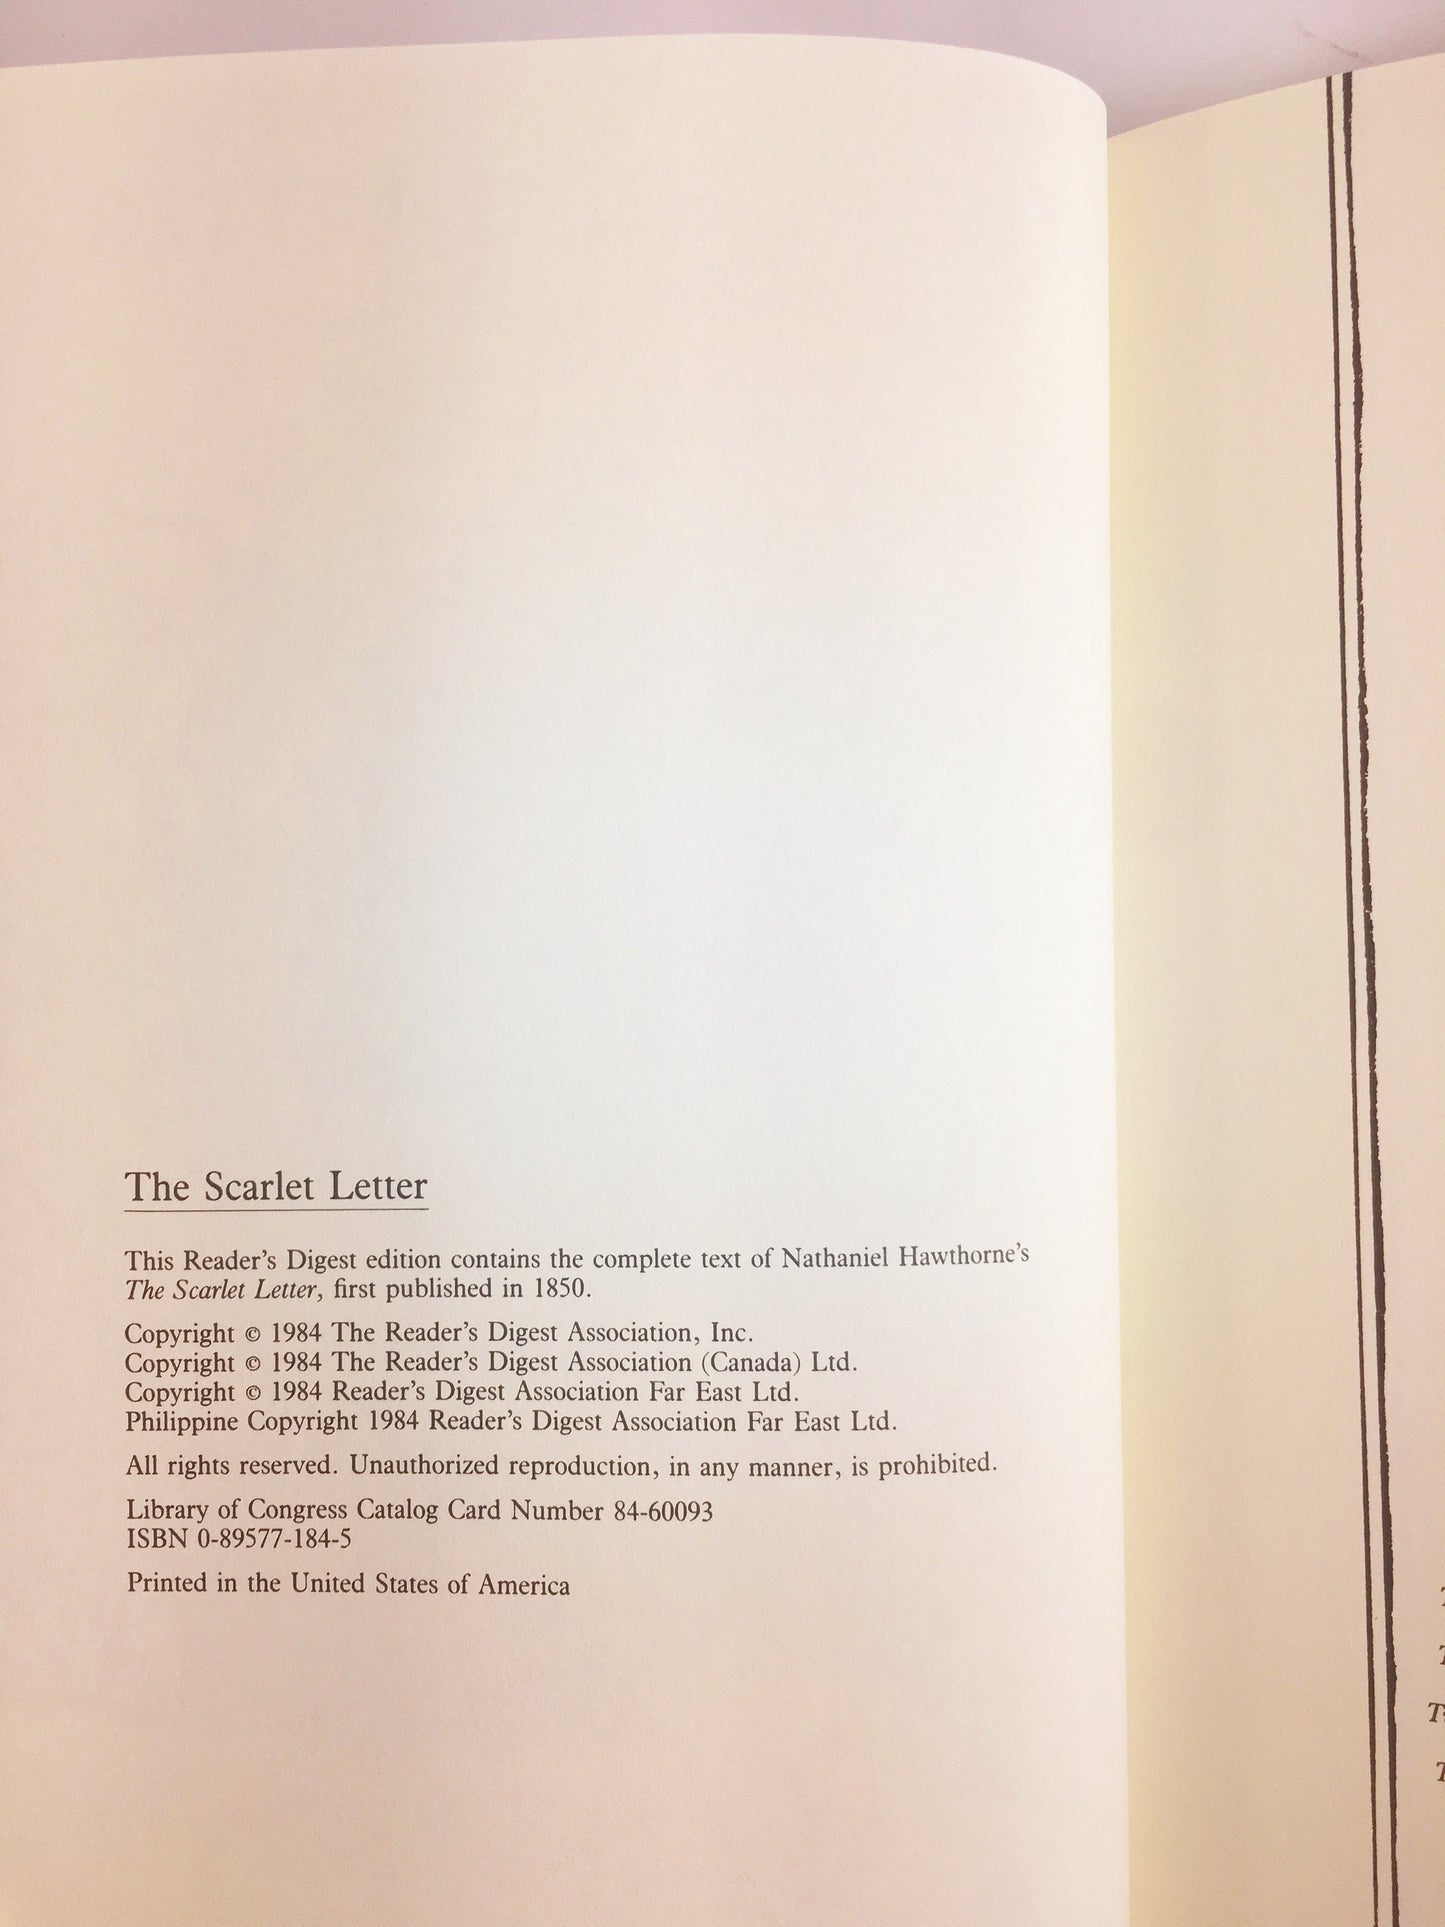 The Scarlet Letter
This Reader's Digest edition contains the complete text of Nathaniel Hawthorne's
The Scarlet Letter, first published in 1850.
Copyright © 1984 The Reader's Digest Association, Inc.
Copyright © 1984 The Reader's Digest Association (Canada) Ltd.
Copyright © 1984 Reader's Digest Association Far East Ltd.
Philippine Copyright 1984 Reader's Digest Association Far East Ltd.
All rights reserved. Unauthorized reproduction, in any manner, is prohibited.
Library of Congress Catalog Card Number 84-60093
ISBN 0-89577-184-5
Printed in the United States of America